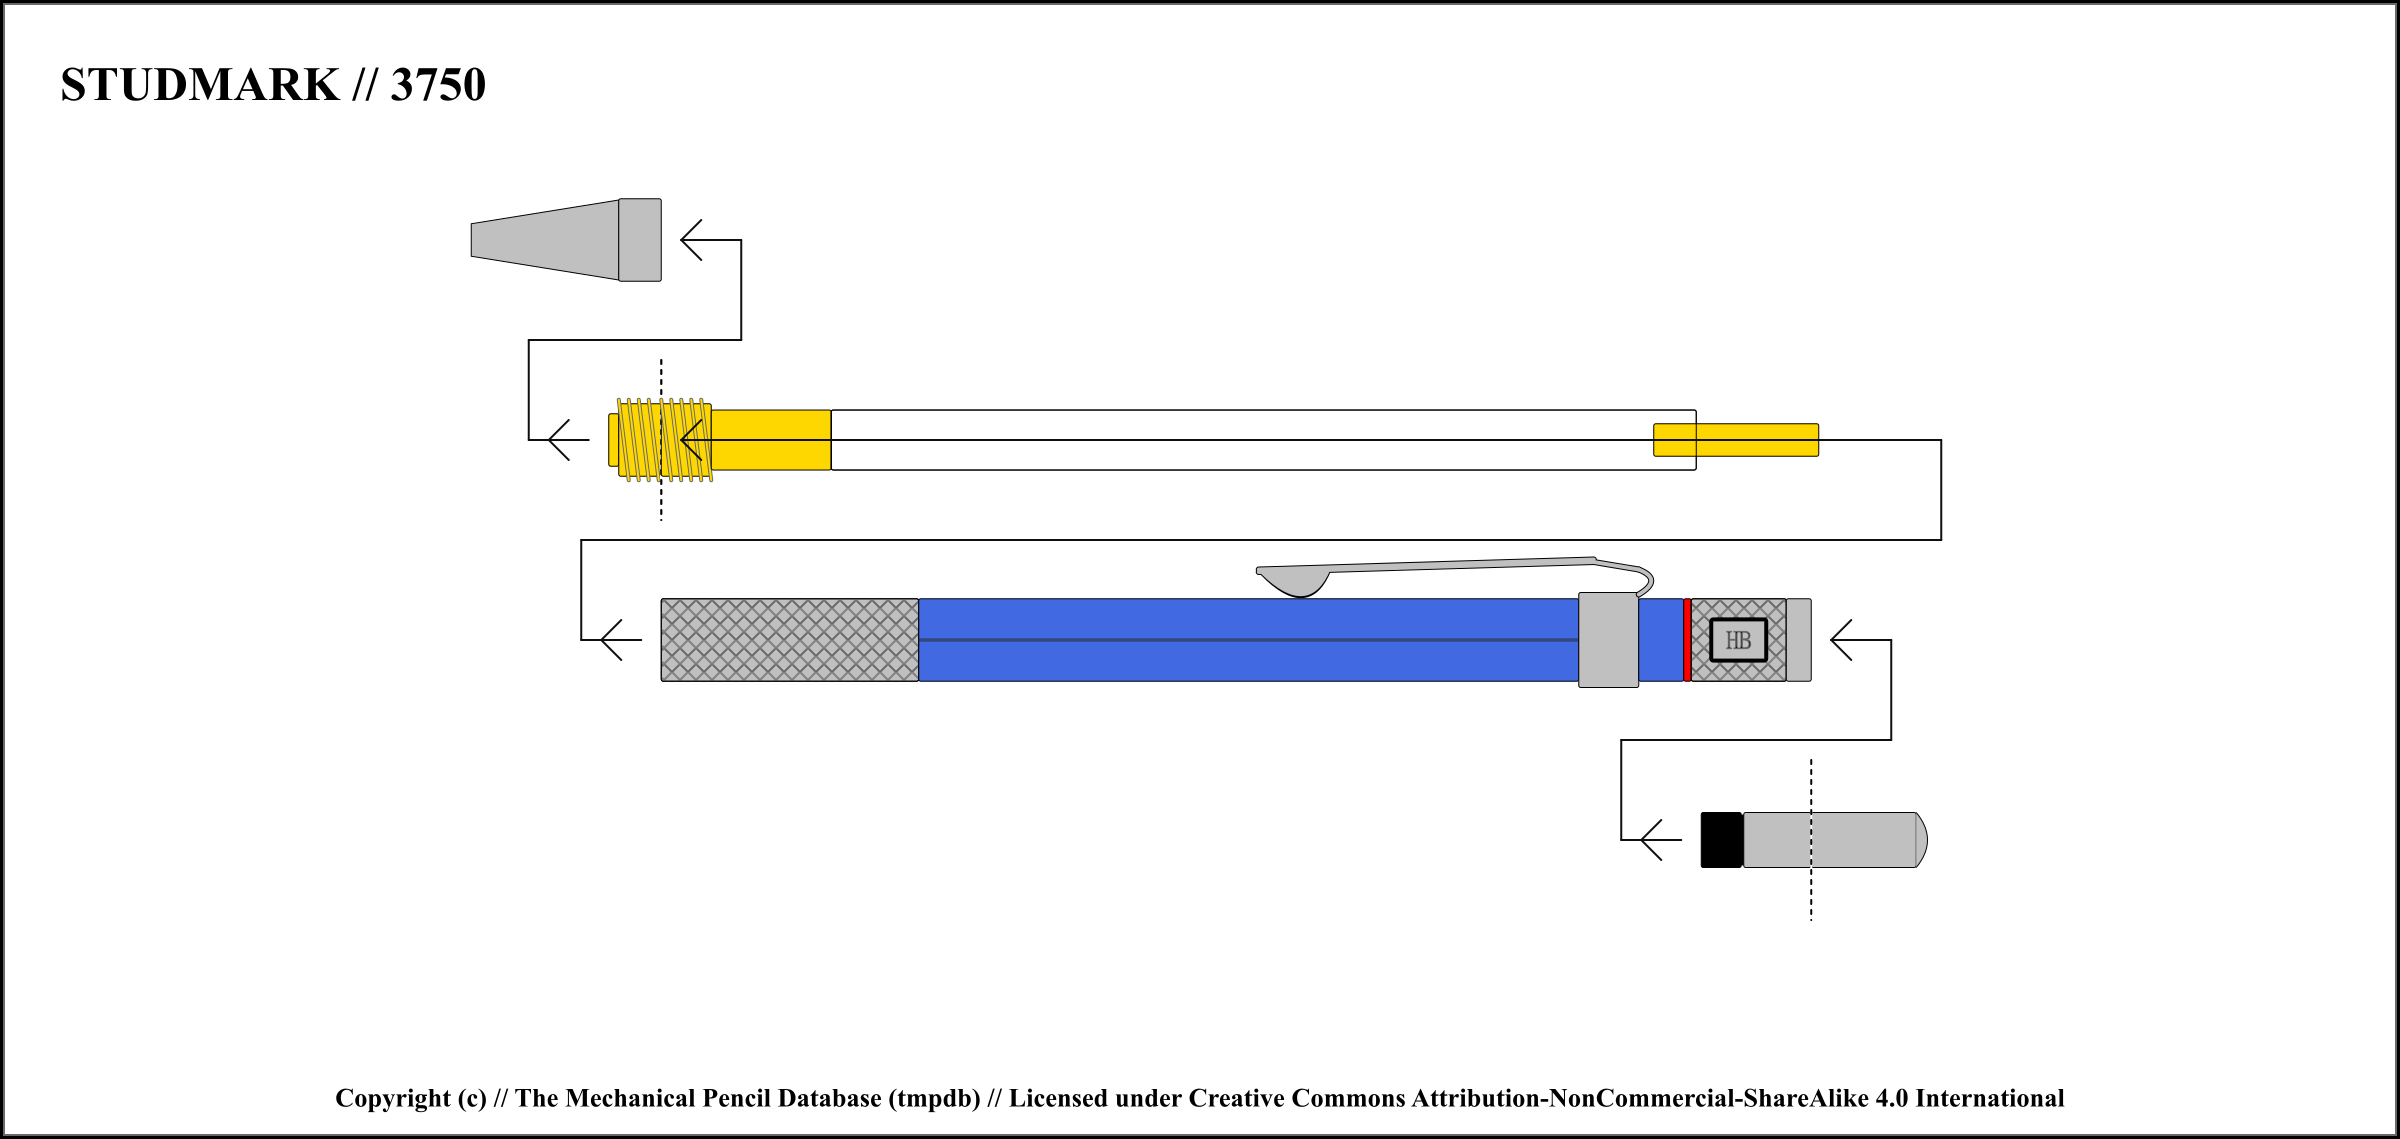 STUDMARK // 3750
HB
Copyright (c) // The Mechanical Pencil Database (tmpdb) // Licensed under Creative Commons Attribution-NonCommercial-ShareAlike 4.0 International